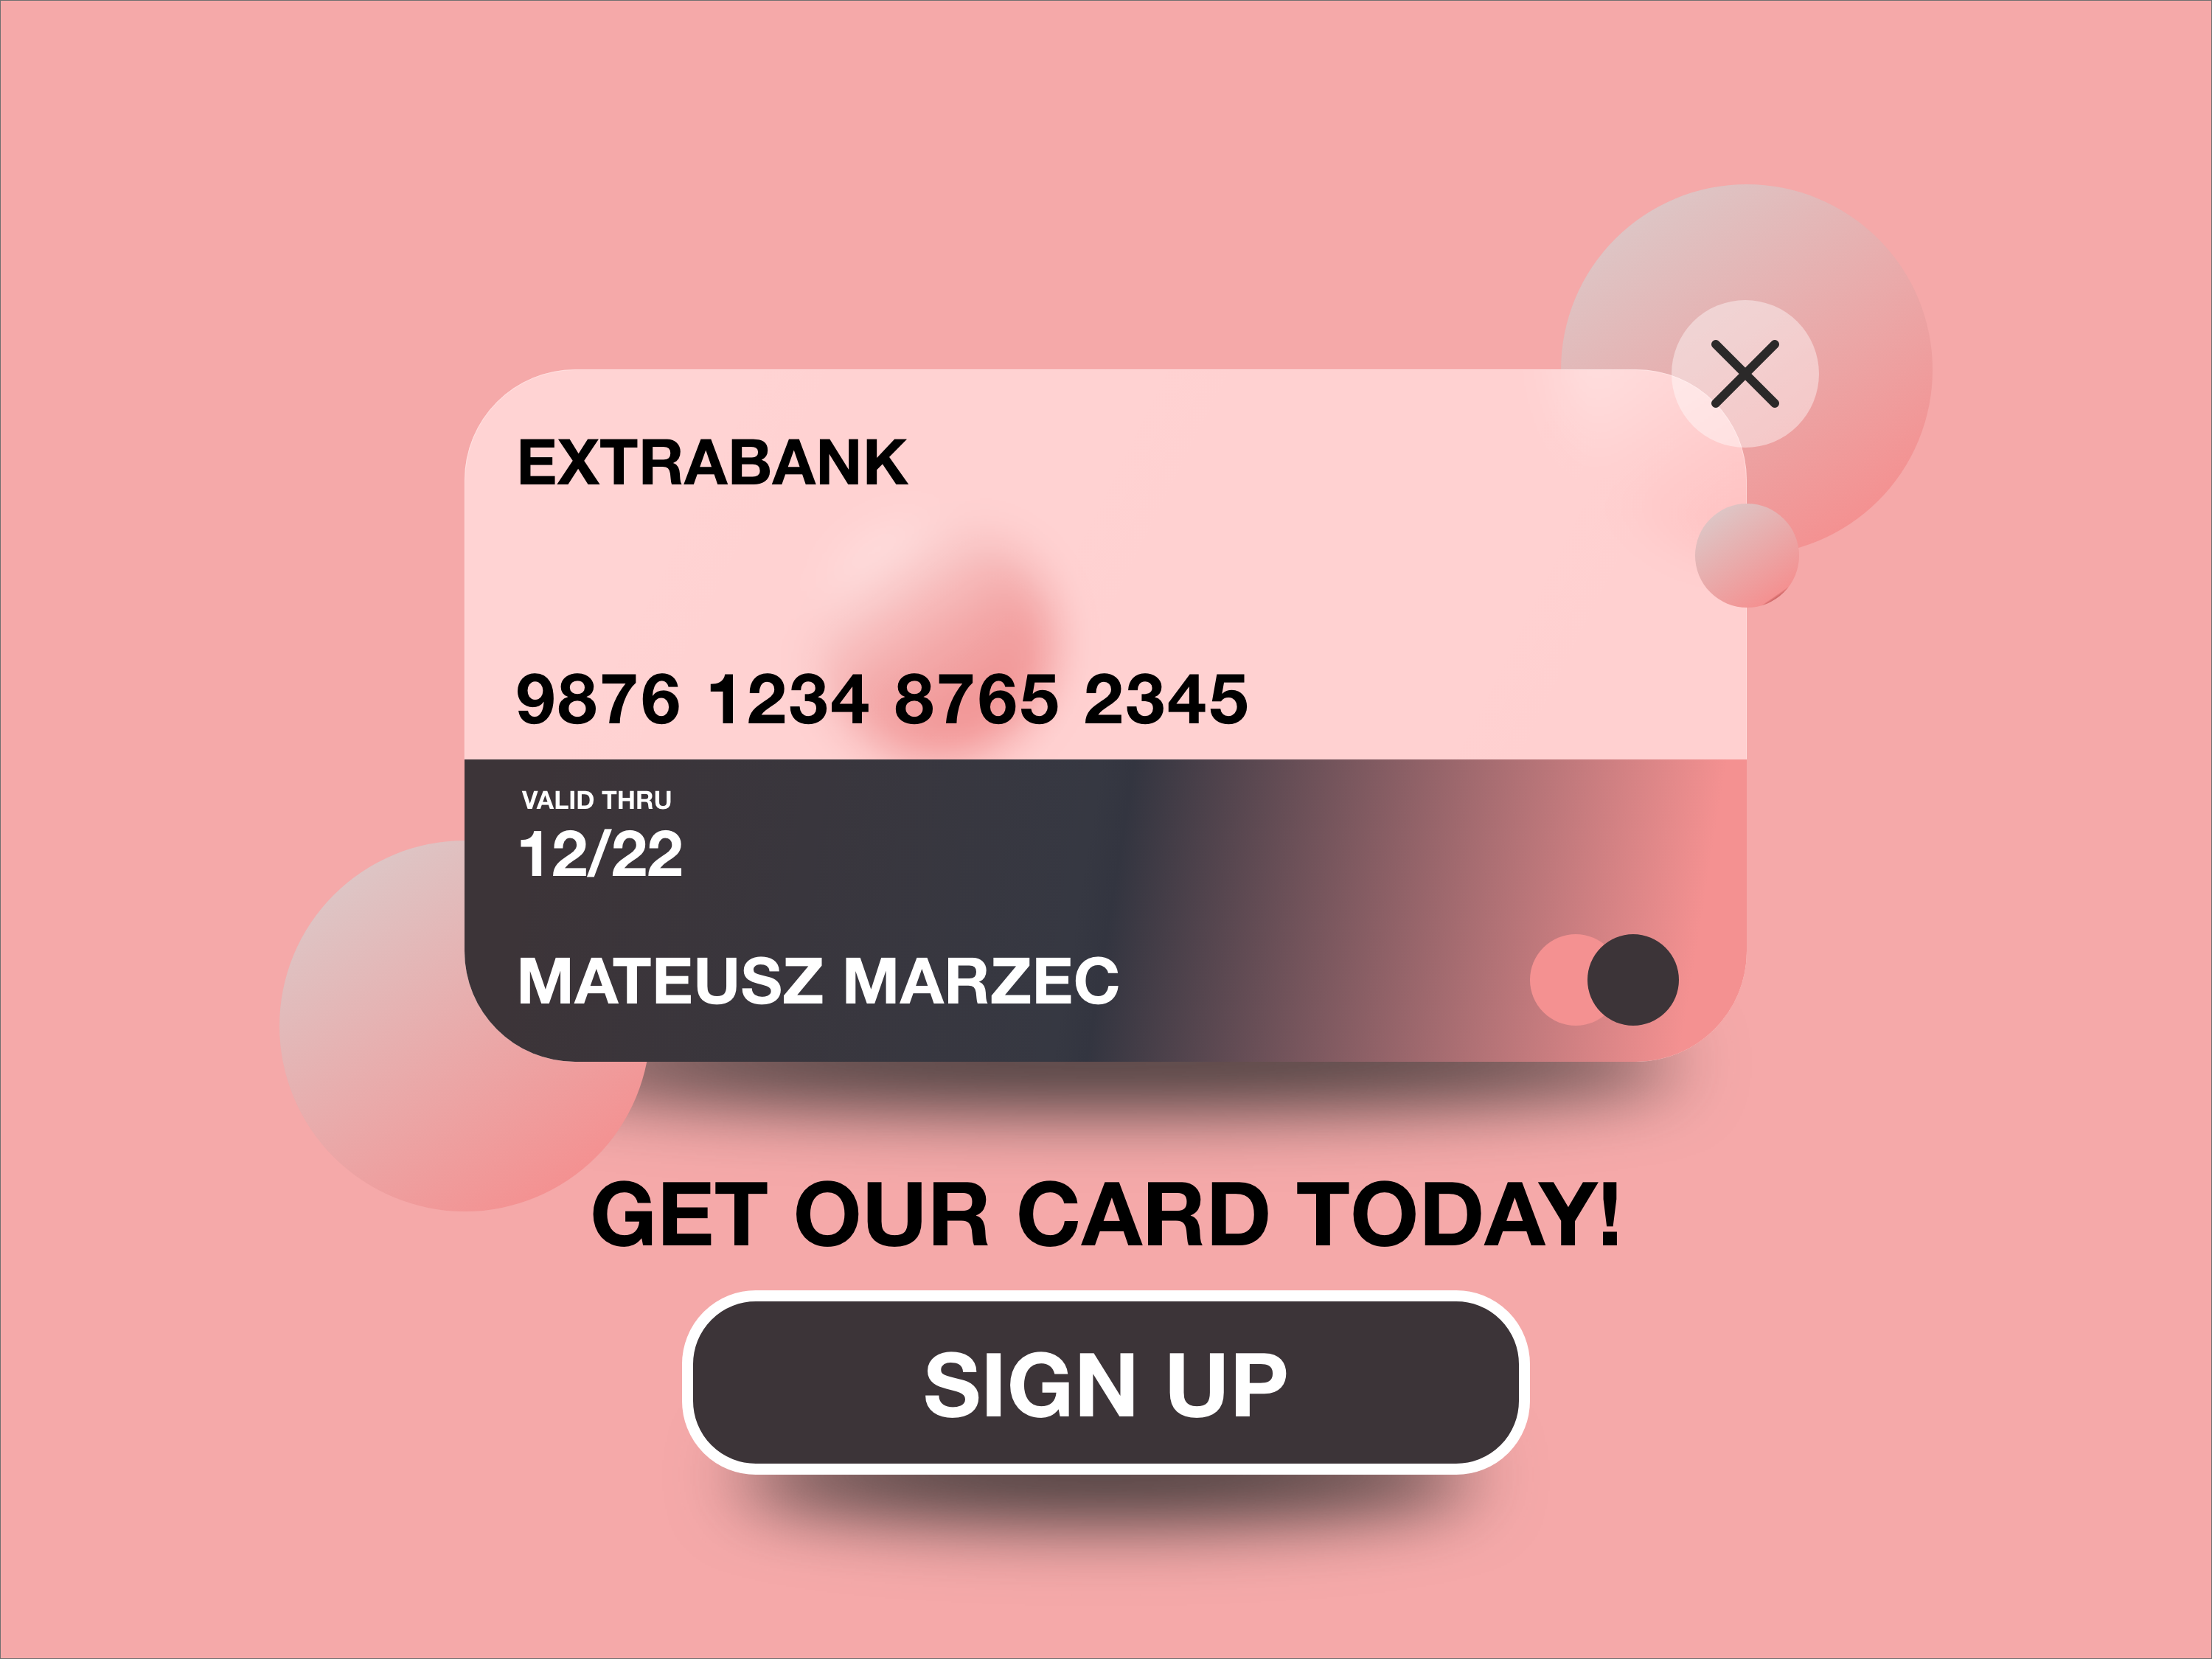 EXTRABANK
9876 1234 8765 2345
VALID THRU
12/22
MATEUSZ MARZEC
GET OUR CARD TODAY!
SIGN UP